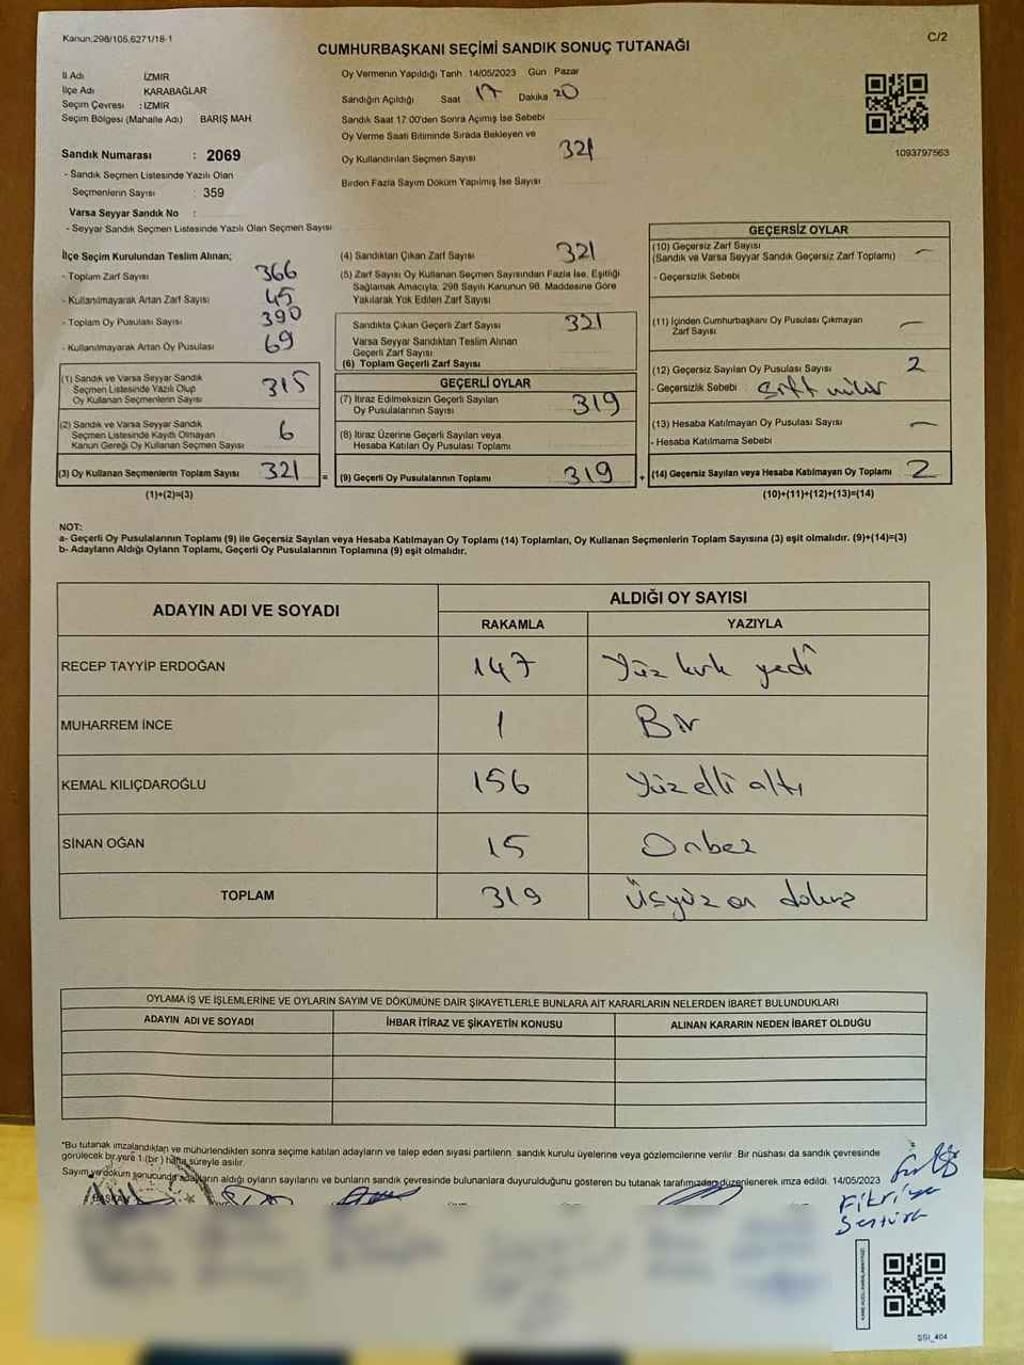 Kanun:298/105,6271/18-1
C/2
CUMHURBAŞKANI SEÇİMİ SANDIK SONUÇ TUTANAĞI
İl Adı İZMİR
İlçe Adı KARABAĞLAR
Seçim Çevresi : İZMİR
Seçim Bölgesi (Mahalle Adı) BARIŞ MAH
Sandık Numarası : 2069
- Sandık Seçmen Listesinde Yazılı Olan
Seçmenlerin Sayısı : 359
Varsa Seyyar Sandık No :
- Seyyar Sandık Seçmen Listesinde Yazılı Olan Seçmen Sayısı
Oy Vermenin Yapıldığı Tarih 14/05/2023 Gün Pazar
Sandığın Açıldığı Saat 17 Dakika 20
Sandık Saat 17:00'den Sonra Açımış İse Sebebi
Oy Verme Saati Bitiminde Sırada Bekleyen ve
Oy Kullandırılan Seçmen Sayısı 321
Birden Fazla Sayım Döküm Yapılmış İse Sayısı
1093797563
İlçe Seçim Kurulundan Teslim Alınan;
- Toplam Zarf Sayısı 366
- Kullanılmayarak Artan Zarf Sayısı 45
- Toplam Oy Pusulası Sayısı 390
- Kullanılmayarak Artan Oy Pusulası 69
(1) Sandık ve Varsa Seyyar Sandık
Seçmen Listesinde Yazılı Olup
Oy Kullanan Seçmenlerin Sayısı 315
(2) Sandık ve Varsa Seyyar Sandık
Seçmen Listesinde Kayıtlı Olmayan
Kanun Gereği Oy Kullanan Seçmen Sayısı 6
(3) Oy Kullanan Seçmenlerin Toplam Sayısı 321 =
(1)+(2)=(3)
(4) Sandıktan Çıkan Zarf Sayısı 321
(5) Zarf Sayısı Oy Kullanan Seçmen Sayısından Fazla İse, Eşitliği
Sağlamak Amacıyla, 298 Sayılı Kanunun 98. Maddesine Göre
Yakılarak Yok Edilen Zarf Sayısı
Sandıkta Çıkan Geçerli Zarf Sayısı 321
Varsa Seyyar Sandıktan Teslim Alınan
Geçerli Zarf Sayısı
(6) Toplam Geçerli Zarf Sayısı
GEÇERLİ OYLAR
(7) İtiraz Edilmeksizin Geçerli Sayılan
Oy Pusulalarının Sayısı 319
(8) İtiraz Üzerine Geçerli Sayılan veya
Hesaba Katılan Oy Pusulası Toplamı
(9) Geçerli Oy Pusulalarının Toplamı 319 +
GEÇERSİZ OYLAR
(10) Geçersiz Zarf Sayısı
(Sandık ve Varsa Seyyar Sandık Geçersiz Zarf Toplamı) —
- Geçersizlik Sebebi
(11) İçinden Cumhurbaşkanı Oy Pusulası Çıkmayan
Zarf Sayısı —
(12) Geçersiz Sayılan Oy Pusulası Sayısı 2
- Geçersizlik Sebebi
(13) Hesaba Katılmayan Oy Pusulası Sayısı —
- Hesaba Katılmama Sebebi
(14) Geçersiz Sayılan veya Hesaba Katılmayan Oy Toplamı 2
(10)+(11)+(12)+(13)=(14)
NOT:
a- Geçerli Oy Pusulalarının Toplamı (9) ile Geçersiz Sayılan veya Hesaba Katılmayan Oy Toplamı (14) Toplamları, Oy Kullanan Seçmenlerin Toplam Sayısına (3) eşit olmalıdır. (9)+(14)=(3)
b- Adayların Aldığı Oyların Toplamı, Geçerli Oy Pusulalarının Toplamına (9) eşit olmalıdır.
ADAYIN ADI VE SOYADI
ALDIĞI OY SAYISI
RAKAMLA YAZIYLA
RECEP TAYYİP ERDOĞAN 147 Yüz kırk yedi
MUHARREM İNCE 1 Bir
KEMAL KILIÇDAROĞLU 156 Yüz elli altı
SİNAN OĞAN 15 Onbeş
TOPLAM 319 Üçyüz on dokuz
OYLAMA İŞ VE İŞLEMLERİNE VE OYLARIN SAYIM VE DÖKÜMÜNE DAİR ŞİKAYETLERLE BUNLARA AİT KARARLARIN NELERDEN İBARET BULUNDUKLARI
ADAYIN ADI VE SOYADI İHBAR İTİRAZ VE ŞİKAYETİN KONUSU ALINAN KARARIN NEDEN İBARET OLDUĞU
*Bu tutanak imzalandıktan ve mühürlendikten sonra seçime katılan adayların ve talep eden siyasi partilerin, sandık kurulu üyelerine veya gözlemcilerine verilir. Bir nüshası da sandık çevresinde
görülecek bir yere 1 (bir) hafta süreyle asılır.
Sayım ve döküm sonucunda adayların aldığı oyların sayılarını ve bunların sandık çevresinde bulunanlara duyurulduğunu gösteren bu tutanak tarafımızdan düzenlenerek imza edildi. 14/05/2023
BAŞKAN
Fikriye
Sentürk
SSI_404